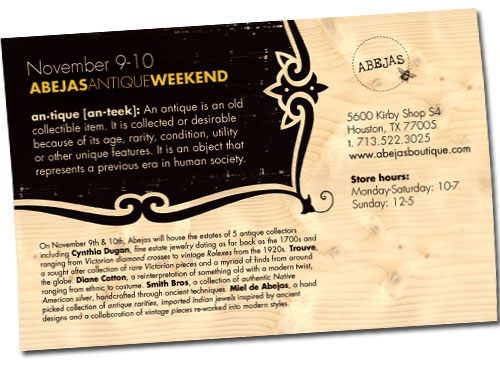 November 9-10
ABEJASANTIQUEWEEKEND
an·tique [an-teek]: An antique is an old
collectible item. It is collected or desirable
because of its age, rarity, condition, utility
or other unique features. It is an object that
represents a previous era in human society.
ABEJAS
5600 Kirby Shop S4
Houston, TX 77005
t. 713.522.3025
www.abejasboutique.com
Store hours:
Monday-Saturday: 10-7
Sunday: 12-5
On November 9th & 10th, Abejas will house the estates of 5 antique collectors
including Cynthia Dugan, fine estate jewelry dating as far back as the 1700s and
ranging from Victorian diamond crosses to vintage Rolexes from the 1920s. Trouve,
a sought after collection of rare Victorian pieces and a myriad of finds from around
the globe. Diane Cotton, a reinterpretation of something old with a modern twist,
ranging from ethnic to costume. Smith Bros, a collection of authentic Native
American silver, handcrafted through ancient techniques. Miel de Abejas, a hand
picked collection of antique rarities, imported Indian jewels inspired by ancient
designs and a collaboration of vintage pieces re-worked into modern styles.